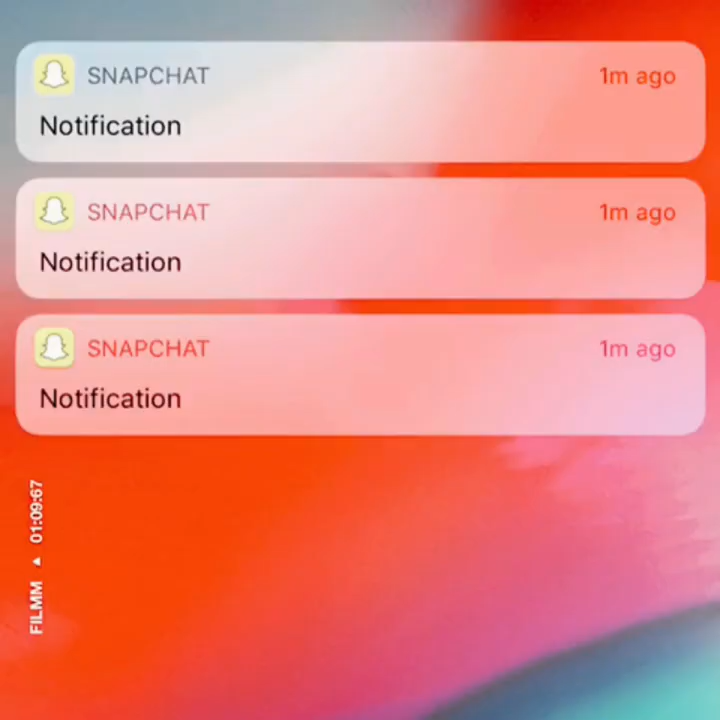 SNAPCHAT 1m ago
Notification
SNAPCHAT 1m ago
Notification
SNAPCHAT 1m ago
Notification
FILMM ▲ 01:09:67